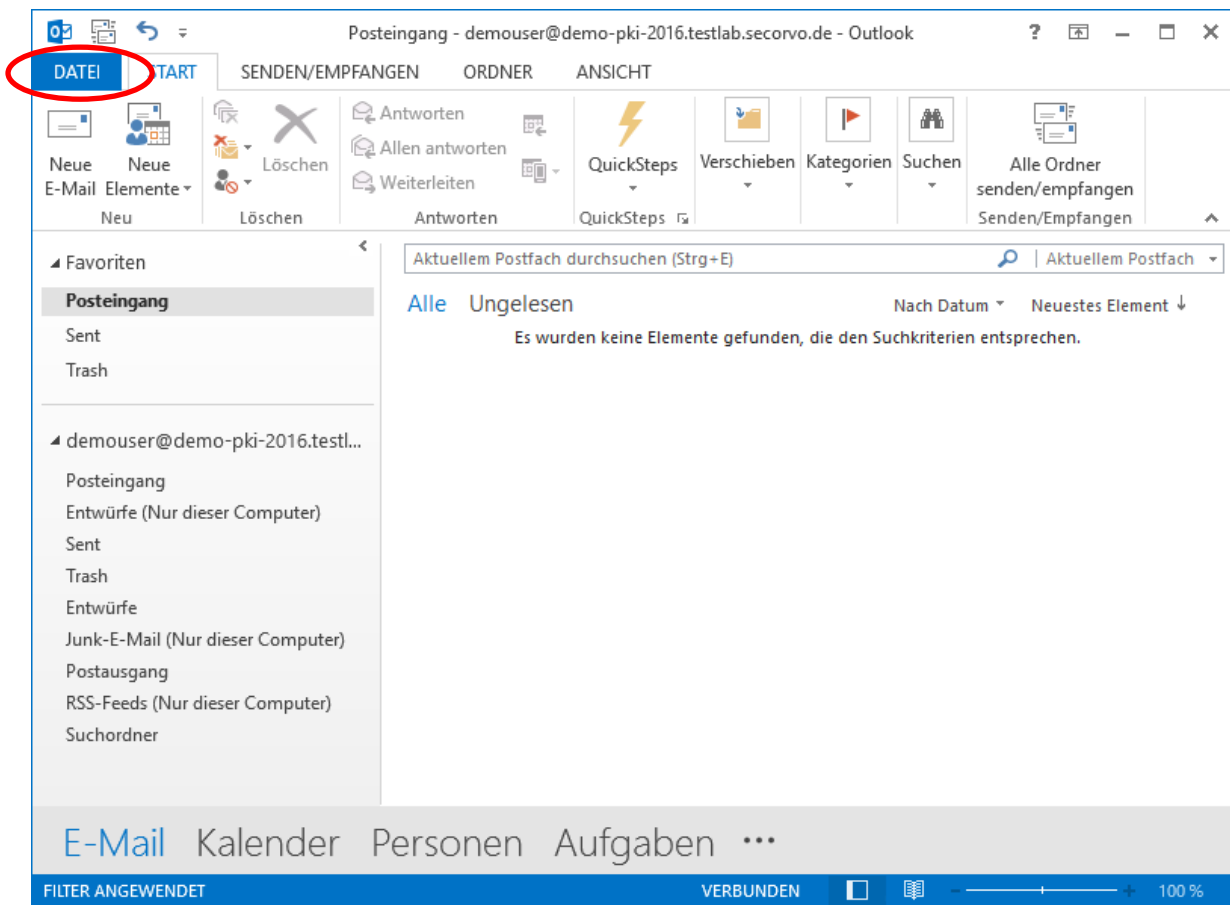 Posteingang - demouser@demo-pki-2016.testlab.secorvo.de - Outlook
DATEI START SENDEN/EMPFANGEN ORDNER ANSICHT
Neue E-Mail
Neue Elemente
Neu
Löschen
Löschen
Antworten
Allen antworten
Weiterleiten
Antworten
QuickSteps
QuickSteps
Verschieben
Kategorien
Suchen
Alle Ordner
senden/empfangen
Senden/Empfangen
Favoriten
Posteingang
Sent
Trash
demouser@demo-pki-2016.testl...
Posteingang
Entwürfe (Nur dieser Computer)
Sent
Trash
Entwürfe
Junk-E-Mail (Nur dieser Computer)
Postausgang
RSS-Feeds (Nur dieser Computer)
Suchordner
Aktuellem Postfach durchsuchen (Strg+E) Aktuellem Postfach
Alle Ungelesen Nach Datum Neuestes Element
Es wurden keine Elemente gefunden, die den Suchkriterien entsprechen.
E-Mail Kalender Personen Aufgaben ...
FILTER ANGEWENDET VERBUNDEN 100 %